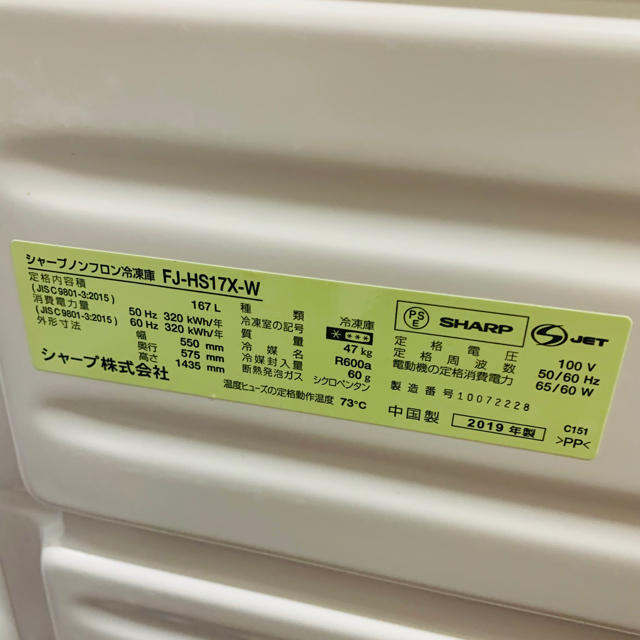 シャープノンフロン冷凍庫 FJ-HS17X-W
定格内容積
(JISC9801-3:2015) 167 L
消費電力量 50 Hz 320 kWh/年
(JISC9801-3:2015) 60 Hz 320 kWh/年
外形寸法 幅 550 mm
奥行 575 mm
高さ 1435 mm
シャープ株式会社
種類 冷凍庫
冷凍室の記号 ****
質量 47 kg
冷媒名 R600a
冷媒封入量 60 g
断熱発泡ガス シクロペンタン
温度ヒューズの定格動作温度 73℃
PS
E
SHARP
S JET
定格電圧 100 V
定格周波数 50/60 Hz
電動機の定格消費電力 65/60 W
製造番号 10072228
中国製 2019 年製
C151
>PP<